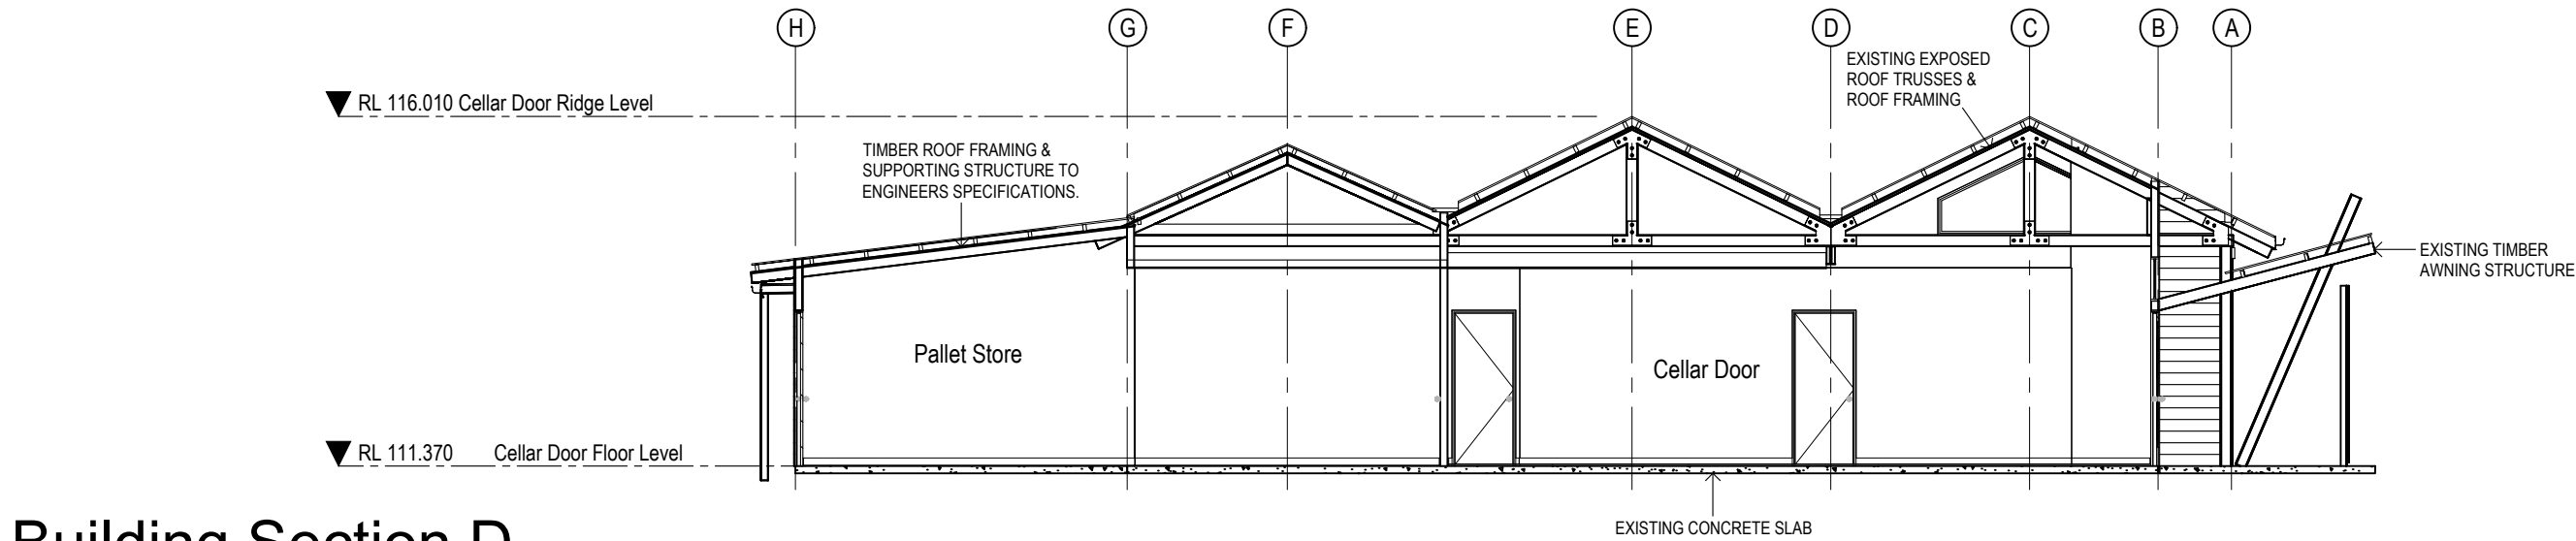 H G F E D C B A
EXISTING EXPOSED
ROOF TRUSSES &
ROOF FRAMING
RL 116.010 Cellar Door Ridge Level
TIMBER ROOF FRAMING &
SUPPORTING STRUCTURE TO
ENGINEERS SPECIFICATIONS.
EXISTING TIMBER
AWNING STRUCTURE
Pallet Store
Cellar Door
RL 111.370 Cellar Door Floor Level
EXISTING CONCRETE SLAB
Building Section D